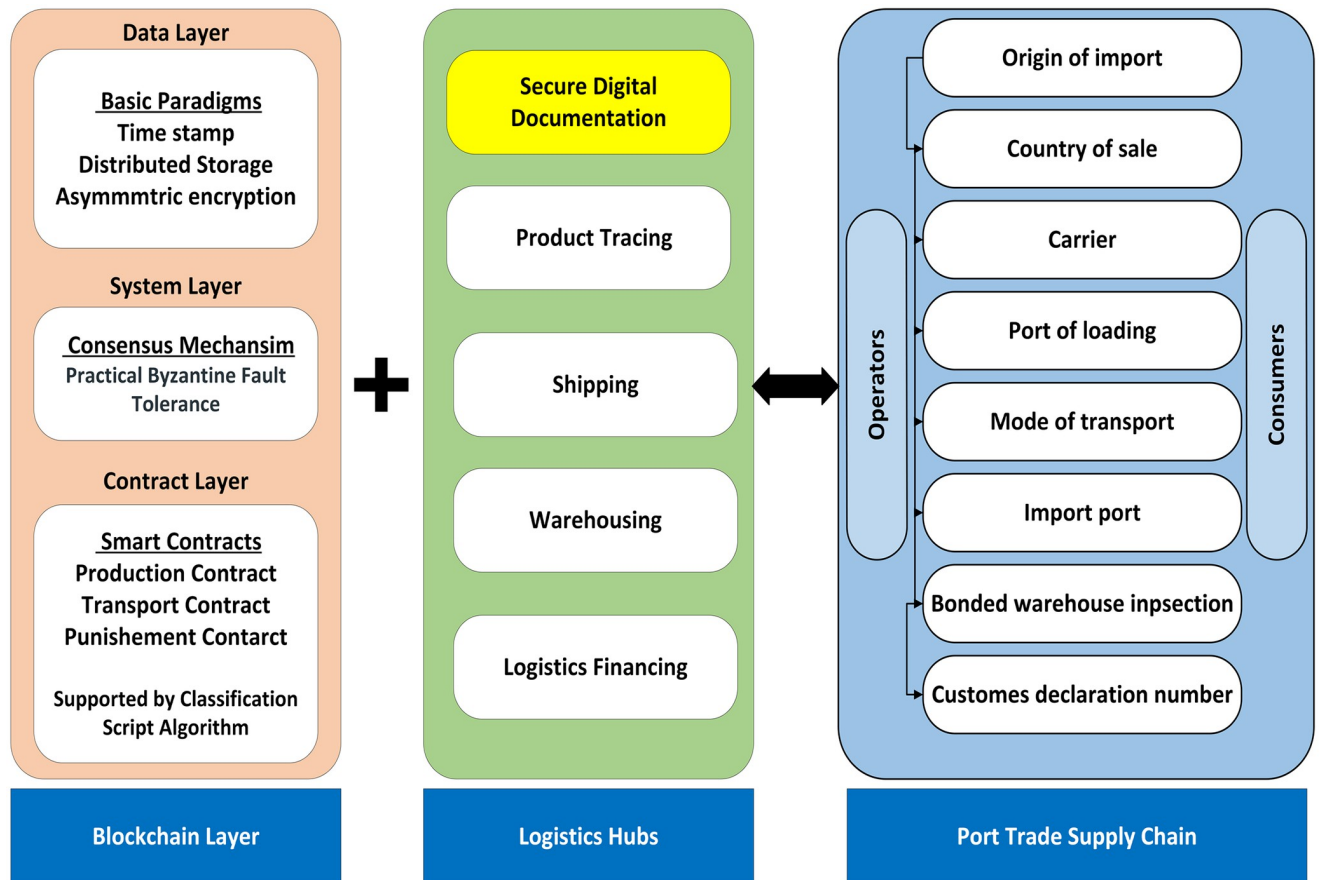 Data Layer
Basic Paradigms
Time stamp
Distributed Storage
Asymmmtric encryption
System Layer
Consensus Mechansim
Practical Byzantine Fault
Tolerance
Contract Layer
Smart Contracts
Production Contract
Transport Contract
Punishement Contarct
Supported by Classification
Script Algorithm
Blockchain Layer
Secure Digital
Documentation
Product Tracing
Shipping
Warehousing
Logistics Financing
Logistics Hubs
Operators
Origin of import
Country of sale
Carrier
Port of loading
Mode of transport
Import port
Bonded warehouse inpsection
Customes declaration number
Consumers
Port Trade Supply Chain